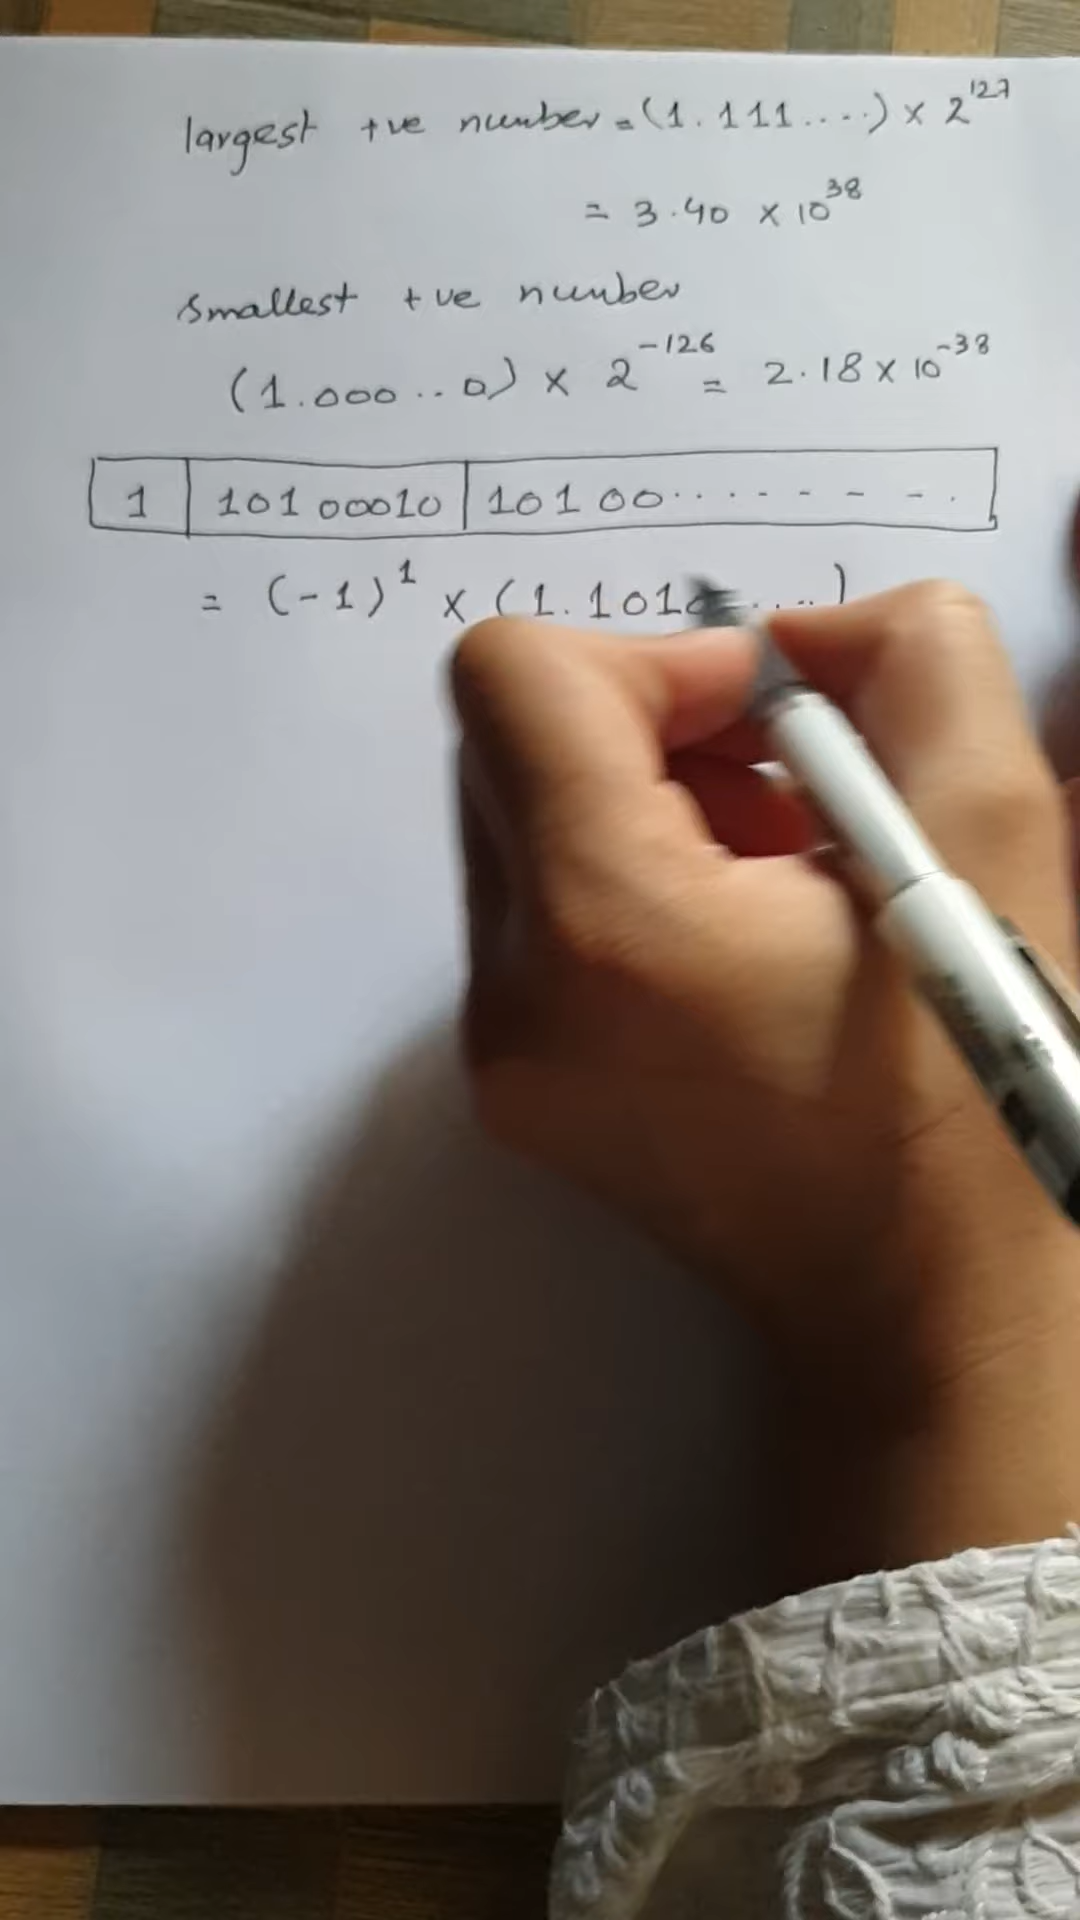 largest +ve number = (1.111....) × 2^127
= 3.40 × 10^38
smallest +ve number
(1.000..0) × 2^-126 = 2.18 × 10^-38
1 | 10100010 | 10100.........
= (-1)^1 × (1.1010.....)